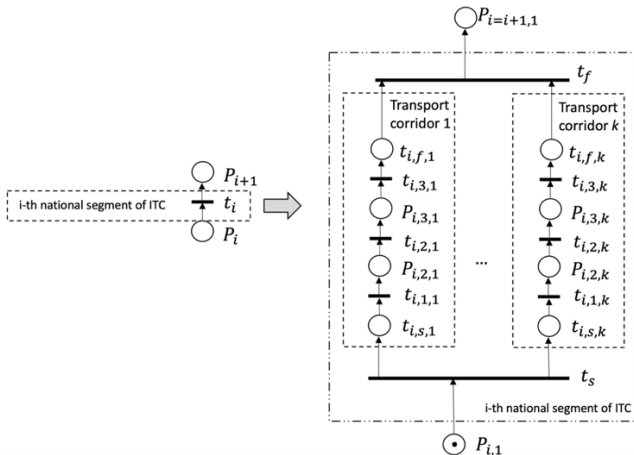 P_{i+1}
i-th national segment of ITC
t_i
P_i
P_{i=i+1,1}
t_f
Transport
corridor 1
t_{i,f,1}
t_{i,3,1}
P_{i,3,1}
t_{i,2,1}
P_{i,2,1}
t_{i,1,1}
t_{i,s,1}
...
Transport
corridor k
t_{i,f,k}
t_{i,3,k}
P_{i,3,k}
t_{i,2,k}
P_{i,2,k}
t_{i,1,k}
t_{i,s,k}
t_s
i-th national segment of ITC
P_{i,1}